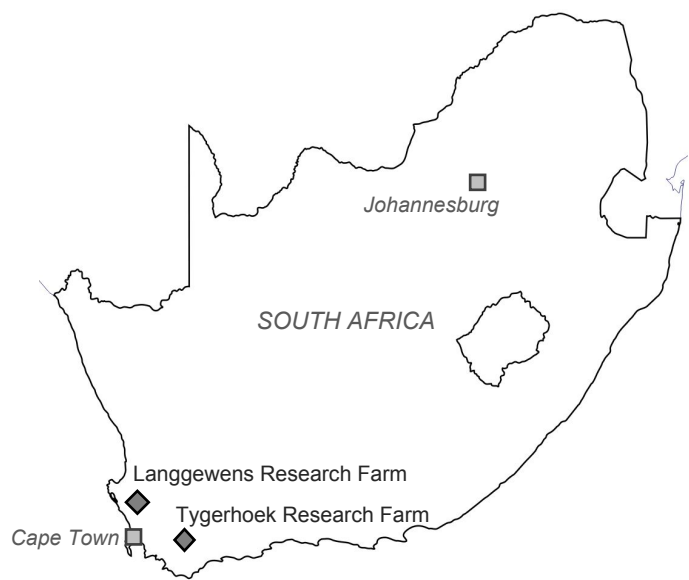 Johannesburg
SOUTH AFRICA
Langgewens Research Farm
Tygerhoek Research Farm
Cape Town